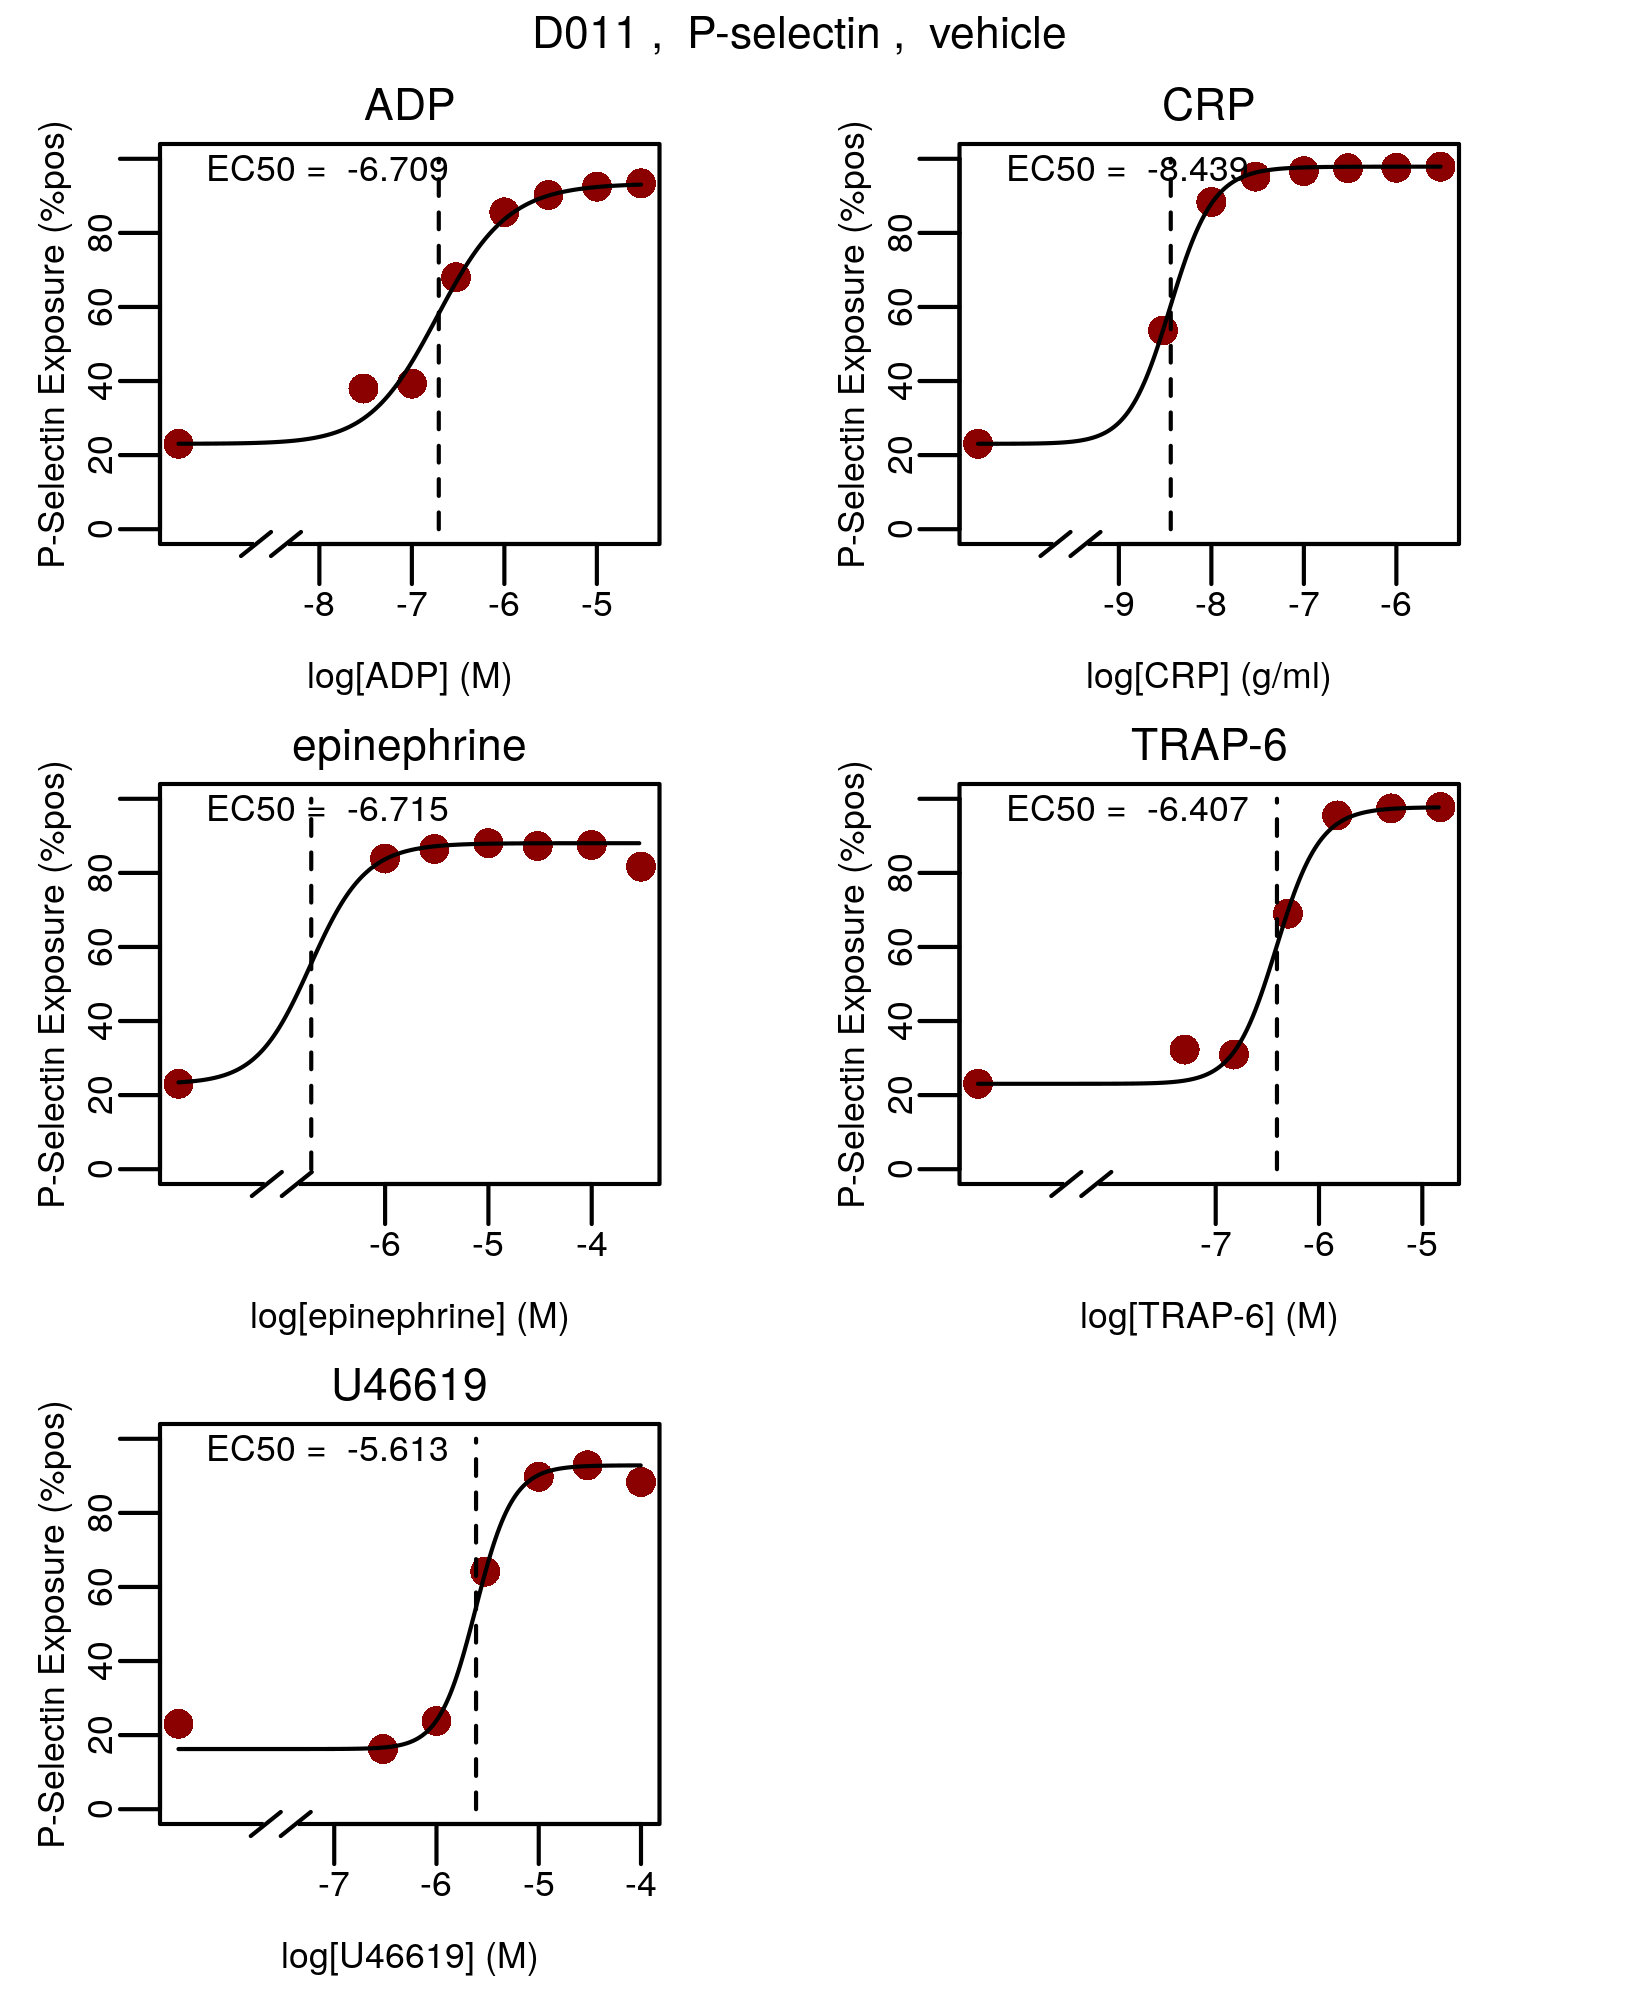 D011 ,  P-selectin ,  vehicle
ADP
EC50 =  -6.709
P-Selectin Exposure (%pos)
80
60
40
20
0
-8 -7 -6 -5
log[ADP] (M)
CRP
EC50 =  -8.439
P-Selectin Exposure (%pos)
80
60
40
20
0
-9 -8 -7 -6
log[CRP] (g/ml)
epinephrine
EC50 =  -6.715
P-Selectin Exposure (%pos)
80
60
40
20
0
-6 -5 -4
log[epinephrine] (M)
TRAP-6
EC50 =  -6.407
P-Selectin Exposure (%pos)
80
60
40
20
0
-7 -6 -5
log[TRAP-6] (M)
U46619
EC50 =  -5.613
P-Selectin Exposure (%pos)
80
60
40
20
0
-7 -6 -5 -4
log[U46619] (M)